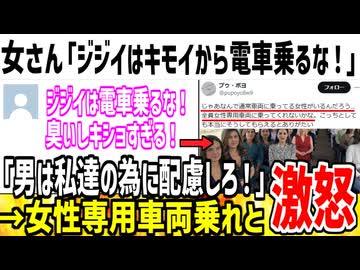 女さん「ジジイはキモイから電車乗るな！」
ジジイは電車乗るな！
臭いしキショすぎる！
プゥ・ボヨ
@pupoyo8w9
フォロー
じゃあなんで通常車両に乗ってる女性がいるんだろう。
全員女性専用車両に乗ってくれないかな。こっちとして
も本当にそうしてもらえるとありがたい
「男は私達の為に配慮しろ！」
→女性専用車両乗れと激怒